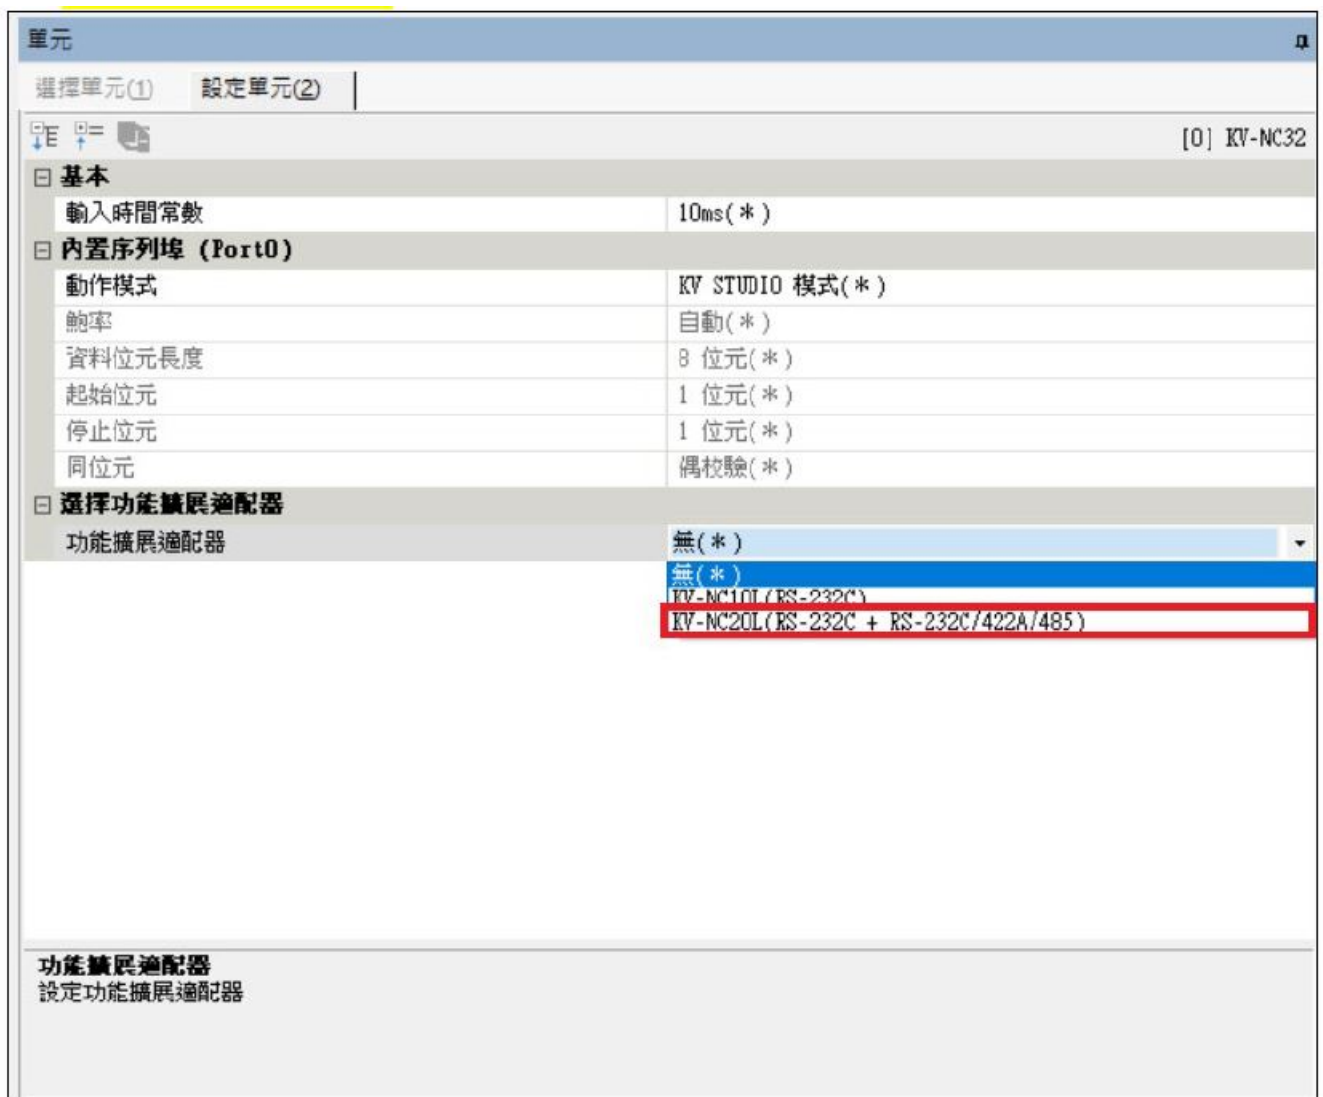 單元
選擇單元(1) 設定單元(2)
[0] KV-NC32
基本
輸入時間常數 10ms(*)
內置序列埠 (Port0)
動作模式 KV STUDIO 模式(*)
鮑率 自動(*)
資料位元長度 8 位元(*)
起始位元 1 位元(*)
停止位元 1 位元(*)
同位元 偶校驗(*)
選擇功能擴展適配器
功能擴展適配器 無(*)
無(*)
KV-NC10L(RS-232C)
KV-NC20L(RS-232C + RS-232C/422A/485)
功能擴展適配器
設定功能擴展適配器